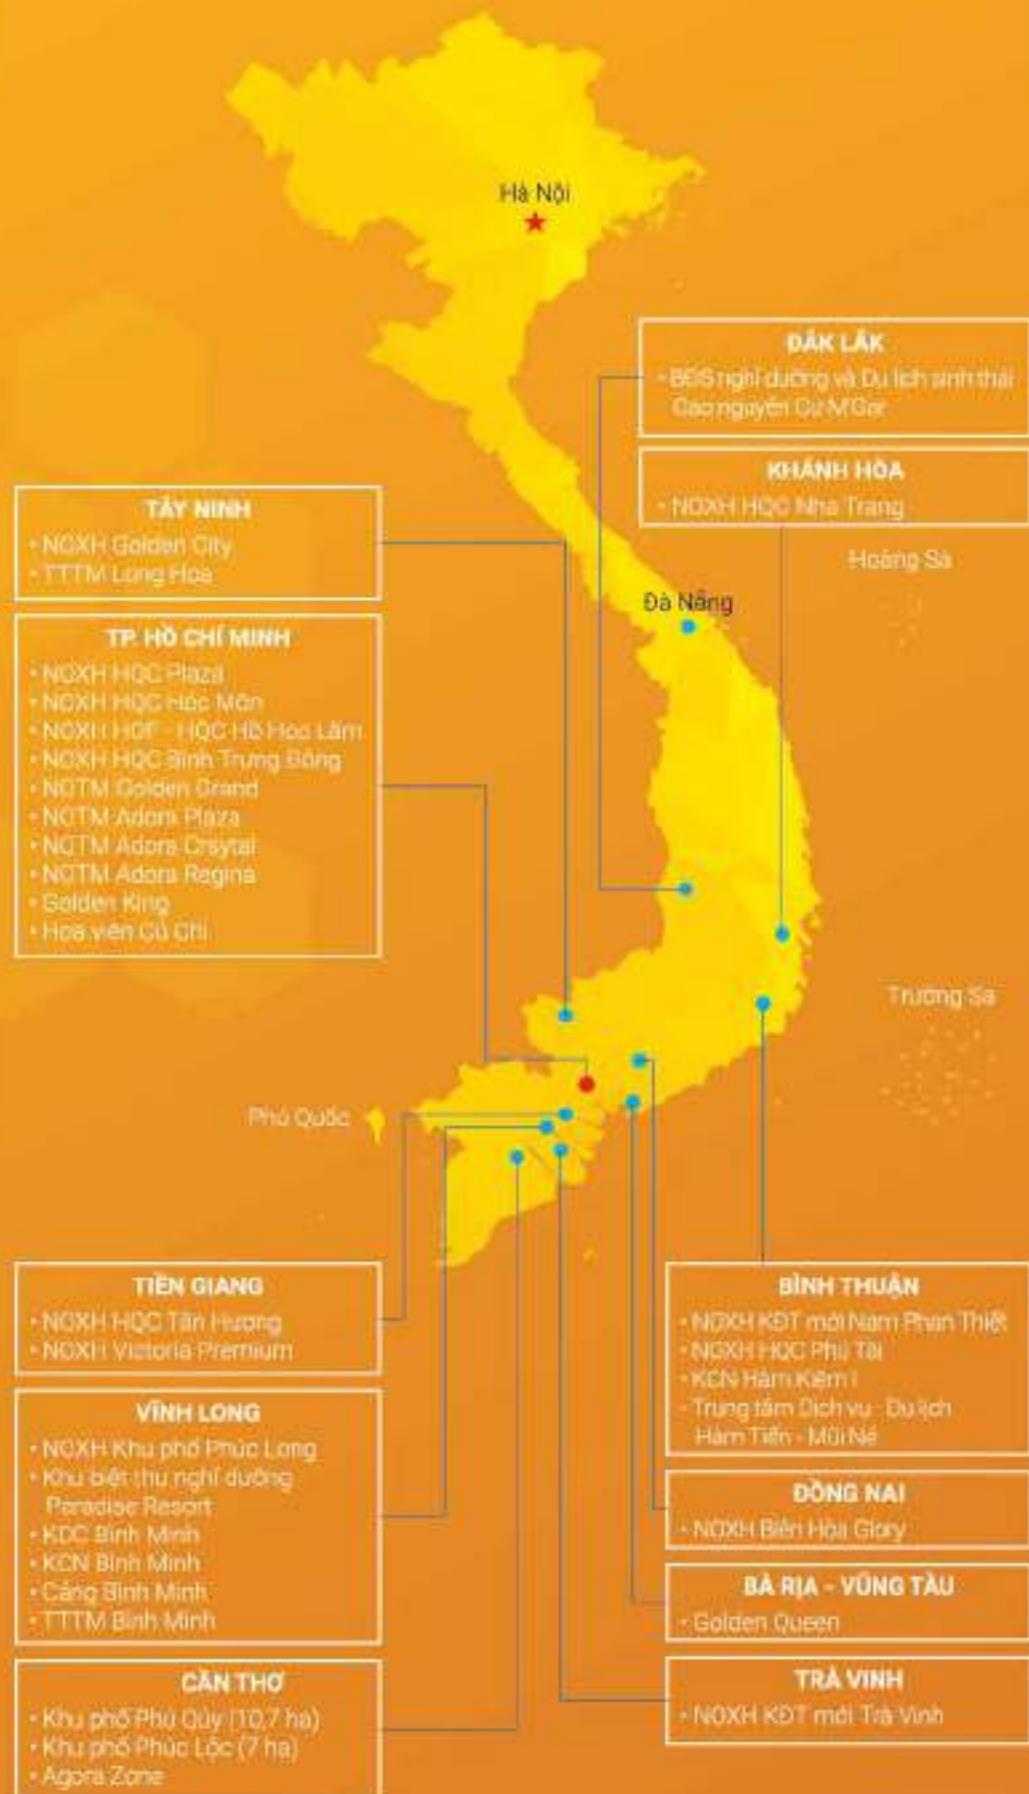 Hà Nội
ĐẮK LẮK
• BĐS nghỉ dưỡng và Du lịch sinh thái
Cao nguyên Cư M'Gar
KHÁNH HÒA
• NOXH HQC Nha Trang
TÂY NINH
• NOXH Golden City
• TTTM Long Hoa
Hoàng Sa
Đà Nẵng
TP. HỒ CHÍ MINH
• NOXH HQC Plaza
• NOXH HQC Hóc Môn
• NOXH HOF - HQC Hồ Học Lãm
• NOXH HQC Bình Trưng Đông
• NOTM Golden Grand
• NOTM Adora Plaza
• NOTM Adora Crsytal
• NOTM Adora Regina
• Golden King
• Hoa viên Củ Chi
Trường Sa
Phú Quốc
TIỀN GIANG
• NOXH HQC Tân Hương
• NOXH Victoria Premium
VĨNH LONG
• NOXH Khu phố Phúc Long
• Khu biệt thự nghỉ dưỡng
Paradise Resort
• KDC Bình Minh
• KCN Bình Minh
• Cảng Bình Minh
• TTTM Bình Minh
CẦN THƠ
• Khu phố Phú Qúy (10,7 ha)
• Khu phố Phúc Lộc (7 ha)
• Agora Zone
BÌNH THUẬN
• NOXH KĐT mới Nam Phan Thiết
• NOXH HQC Phú Tài
• KCN Hàm Kiệm I
• Trung tâm Dịch vụ - Du lịch
Hàm Tiến - Mũi Né
ĐỒNG NAI
• NOXH Biên Hòa Glory
BÀ RỊA - VŨNG TÀU
• Golden Queen
TRÀ VINH
• NOXH KĐT mới Trà Vinh